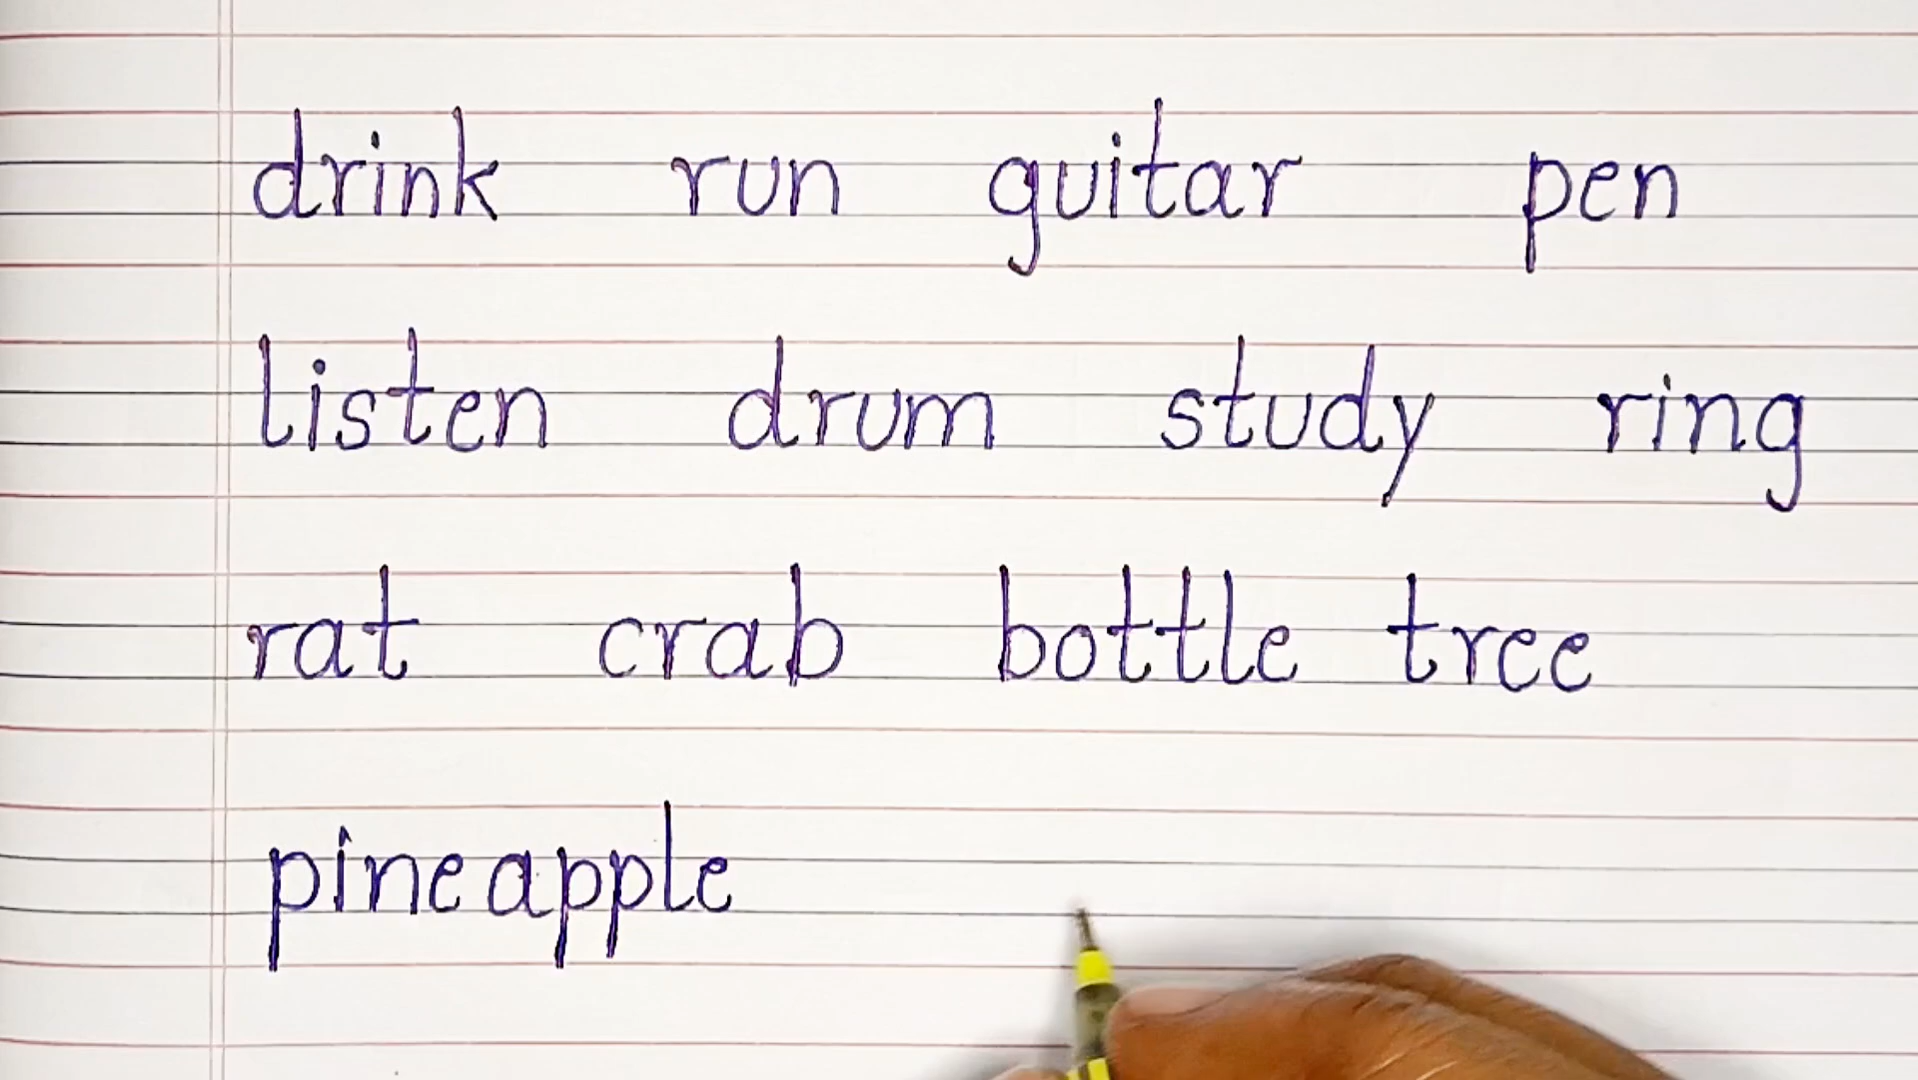 drink run guitar pen
listen drum study ring
rat crab bottle tree
pineapple